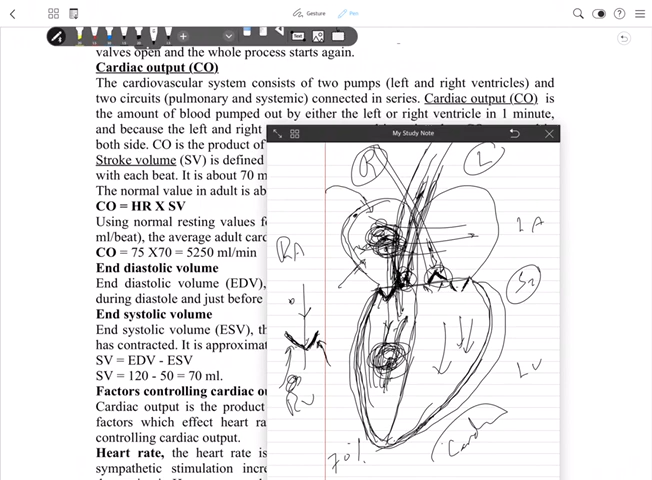 Gesture Pen
Text
valves open and the whole process starts again.
Cardiac output (CO)
The cardiovascular system consists of two pumps (left and right ventricles) and
two circuits (pulmonary and systemic) connected in series. Cardiac output (CO) is
the amount of blood pumped out by either the left or right ventricle in 1 minute,
and because the left and right
both side. CO is the product of
Stroke volume (SV) is defined
with each beat. It is about 70 m
The normal value in adult is ab
CO = HR X SV
Using normal resting values f
ml/beat), the average adult card
CO = 75 X70 = 5250 ml/min
End diastolic volume
End diastolic volume (EDV),
during diastole and just before
End systolic volume
End systolic volume (ESV), th
has contracted. It is approximat
SV = EDV - ESV
SV = 120 - 50 = 70 ml.
Factors controlling cardiac ou
Cardiac output is the product
factors which effect heart ra
controlling cardiac output.
Heart rate, the heart rate is
sympathetic stimulation incre
My Study Note
R
L
RA
LA
S2
RV
LV
70%